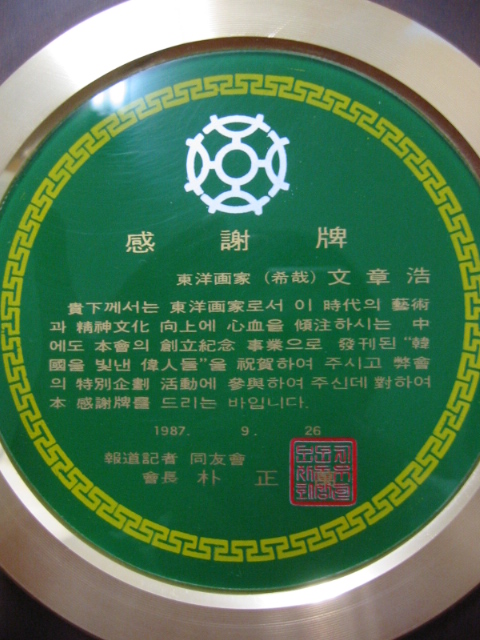 感謝牌
東洋画家 (希哉) 文章浩
貴下께서는 東洋画家로서 이 時代의 藝術
과 精神文化 向上에 心血을 傾注하시는 中
에도 本會의 創立紀念 事業으로 發刊된 "韓
國을 빛낸 偉人들"을 祝賀하여 주시고 弊會
의 特別企劃 活動에 參與하여 주신데 對하여
本 感謝牌를 드리는 바입니다.
1987. 9. 26
報道記者 同友會
會長 朴 正